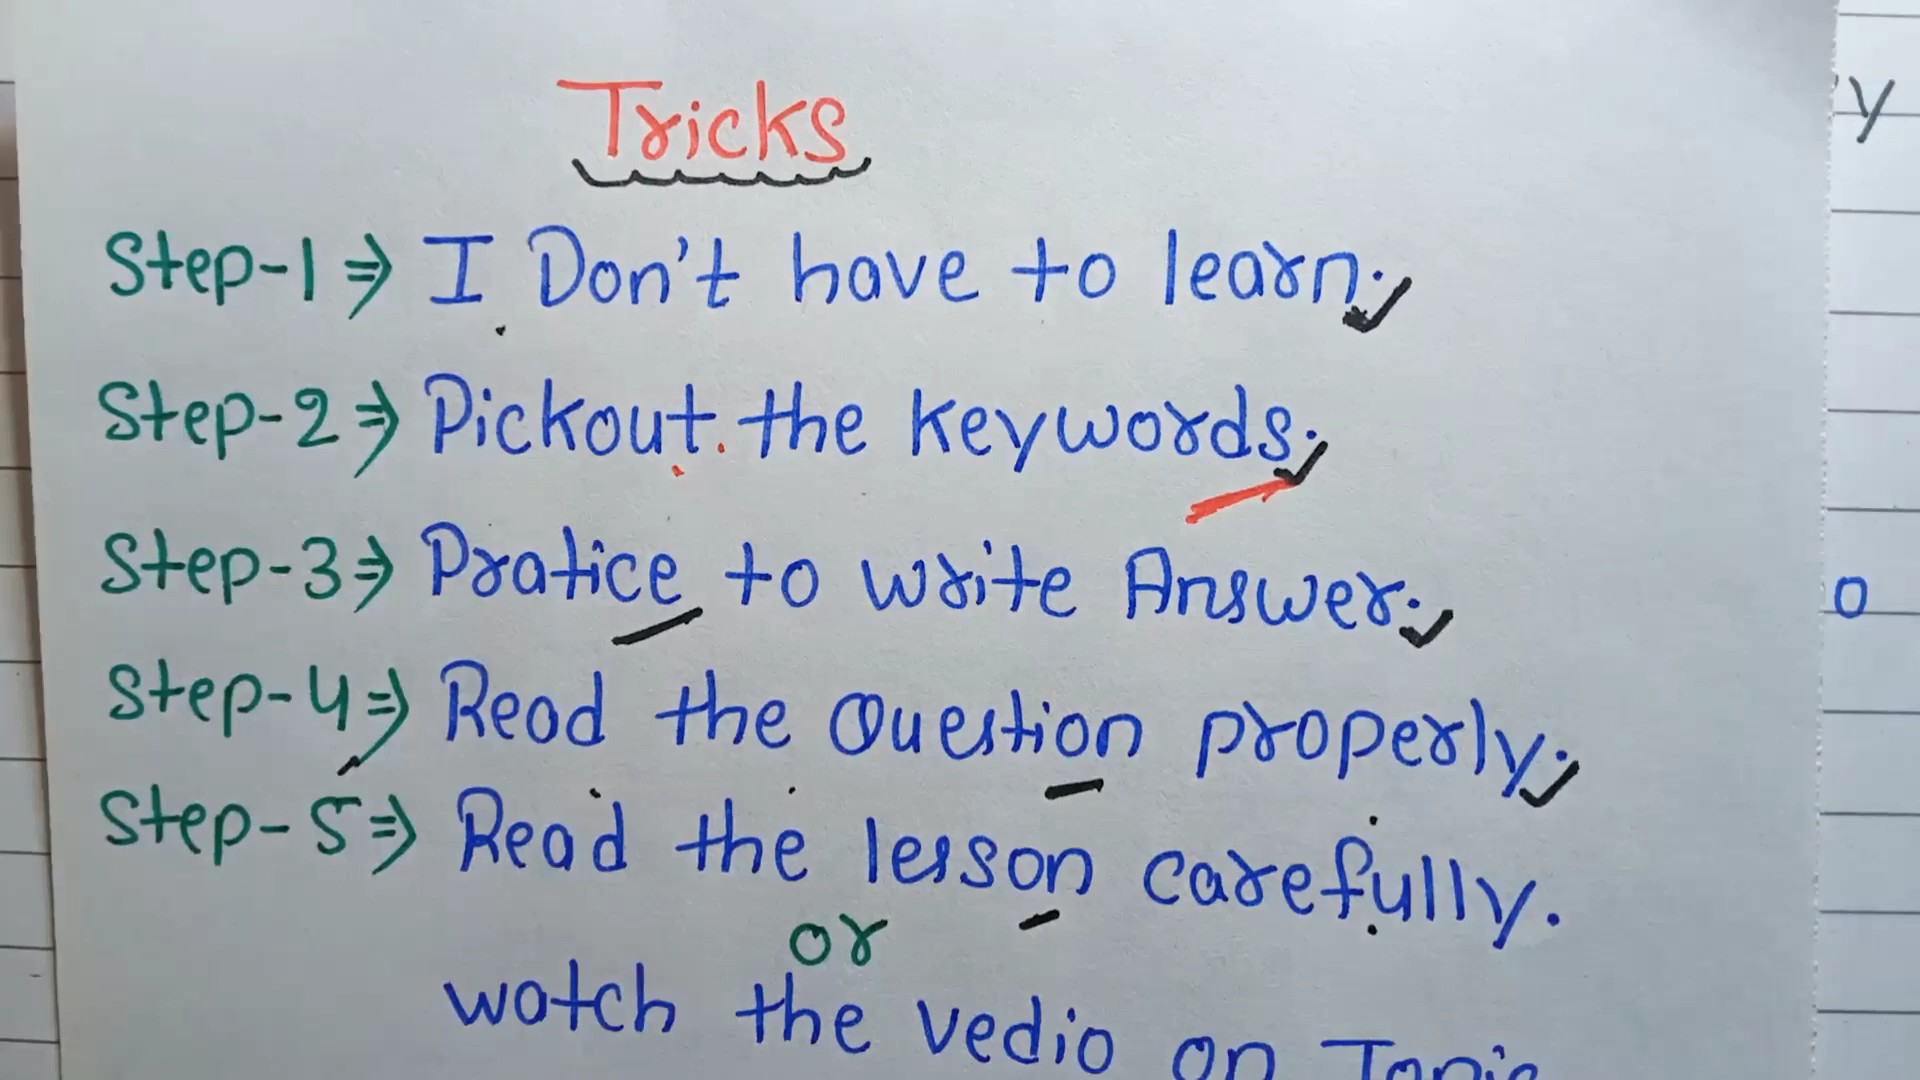 Tricks
Step-1 ⇒ I Don't have to learn.
Step-2 ⇒ Pickout the keywords.
Step-3 ⇒ Pratice to write Answer.
Step-4 ⇒ Read the Question properly.
Step-5 ⇒ Read the lesson carefully.
or
watch the vedio on Topic
y
o